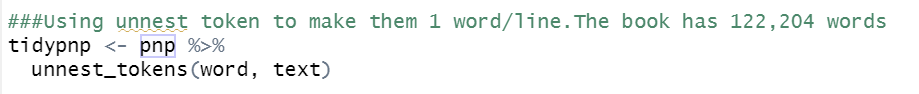 ###Using unnest token to make them 1 word/line.The book has 122,204 words
tidypnp <- pnp %>%
  unnest_tokens(word, text)